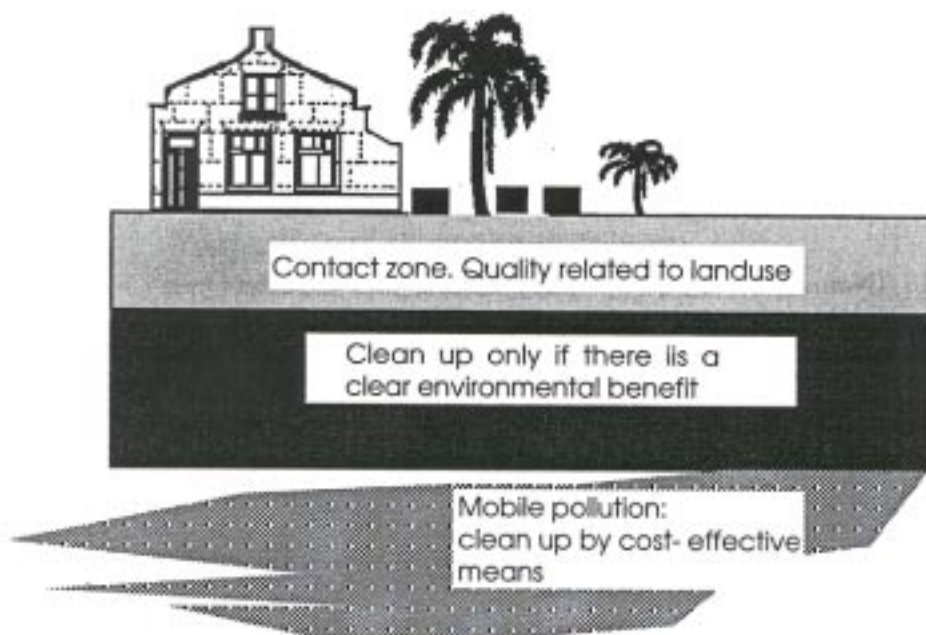 Contact zone. Quality related to landuse
Clean up only if there iis a
clear environmental benefit
Mobile pollution:
clean up by cost- effective
means